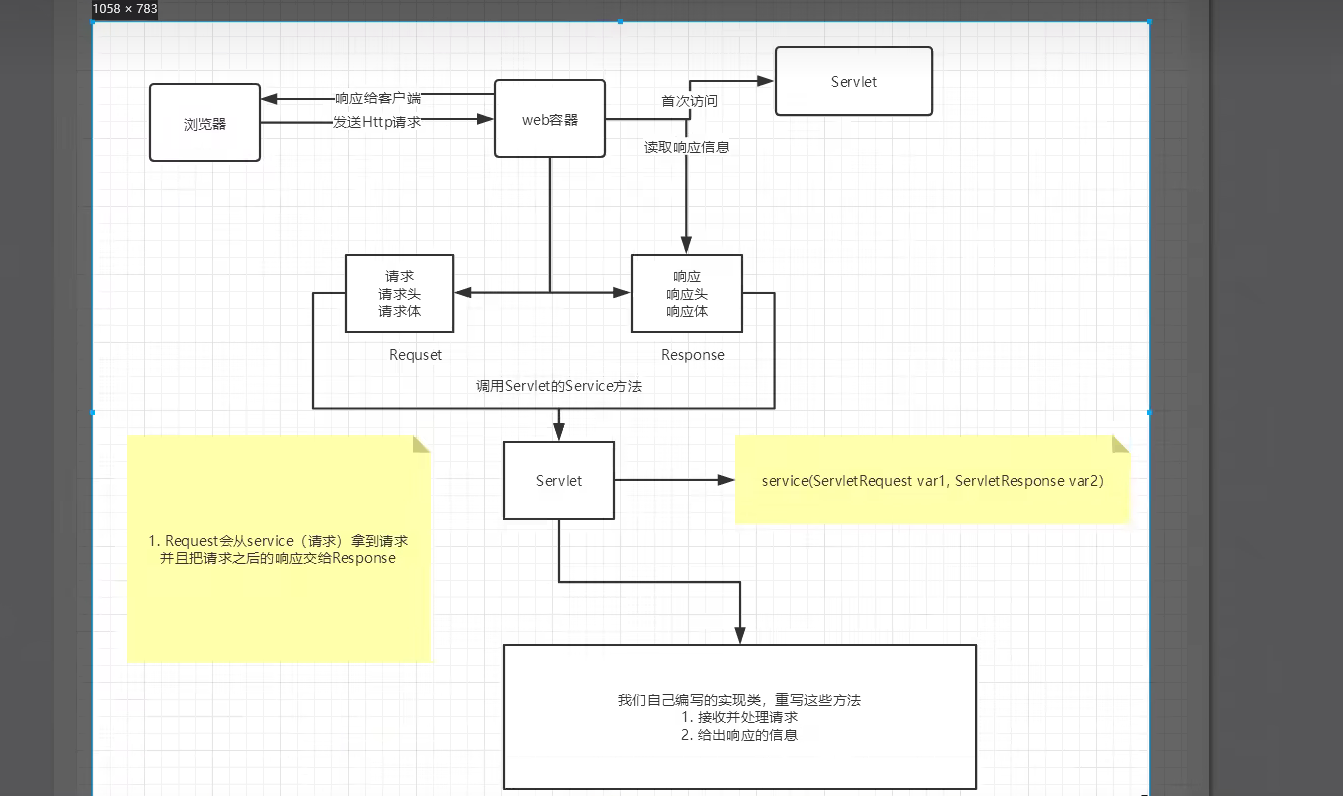 1058 × 783
Servlet
浏览器
响应给客户端
发送Http请求
web容器
首次访问
读取响应信息
请求
请求头
请求体
响应
响应头
响应体
Requset
Response
调用Servlet的Service方法
Servlet
service(ServletRequest var1, ServletResponse var2)
1. Request会从service（请求）拿到请求
并且把请求之后的响应交给Response
我们自己编写的实现类，重写这些方法
1. 接收并处理请求
2. 给出响应的信息